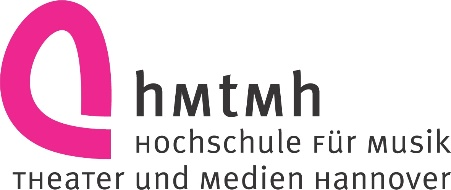 hmtmh
Hochschule für Musik
Theater und Medien Hannover